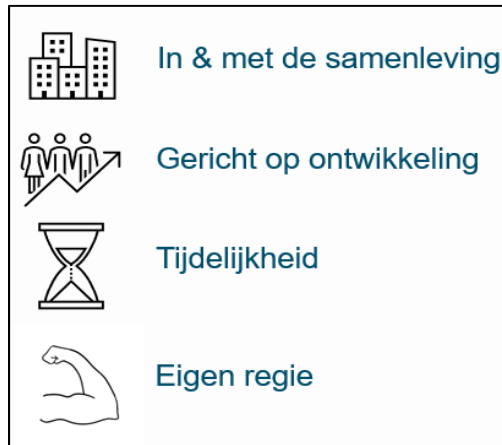 In & met de samenleving
Gericht op ontwikkeling
Tijdelijkheid
Eigen regie